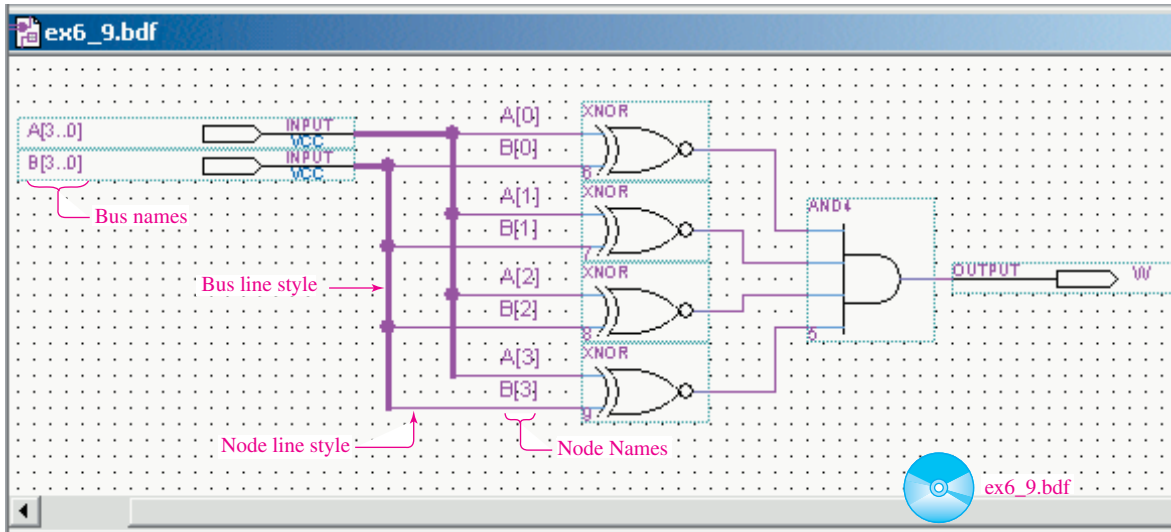 ex6_9.bdf
A[3..0]
INPUT
VCC
B[3..0]
INPUT
VCC
Bus names
Bus line style
Node line style
A[0]
B[0]
XNOR
6
A[1]
B[1]
XNOR
7
A[2]
B[2]
XNOR
8
A[3]
B[3]
XNOR
9
Node Names
AND4
5
OUTPUT
W
ex6_9.bdf